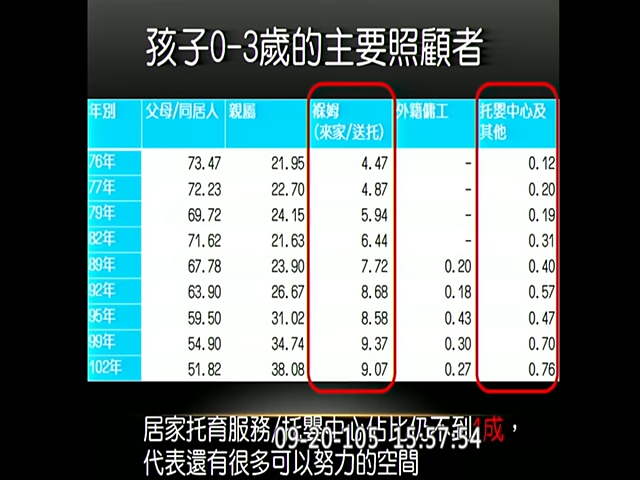 孩子0-3歲的主要照顧者
年別 父母/同居人 親屬 褓姆 外籍傭工 托嬰中心及
(來家/送托) 其他
76年 73.47 21.95 4.47 - 0.12
77年 72.23 22.70 4.87 - 0.20
79年 69.72 24.15 5.94 - 0.19
82年 71.62 21.63 6.44 - 0.31
89年 67.78 23.90 7.72 0.20 0.40
92年 63.90 26.67 8.68 0.18 0.57
95年 59.50 31.02 8.58 0.43 0.47
99年 54.90 34.74 9.37 0.30 0.70
102年 51.82 38.08 9.07 0.27 0.76
居家托育服務/托嬰中心佔比仍不到1成，
09-20-105 15:57:54
代表還有很多可以努力的空間